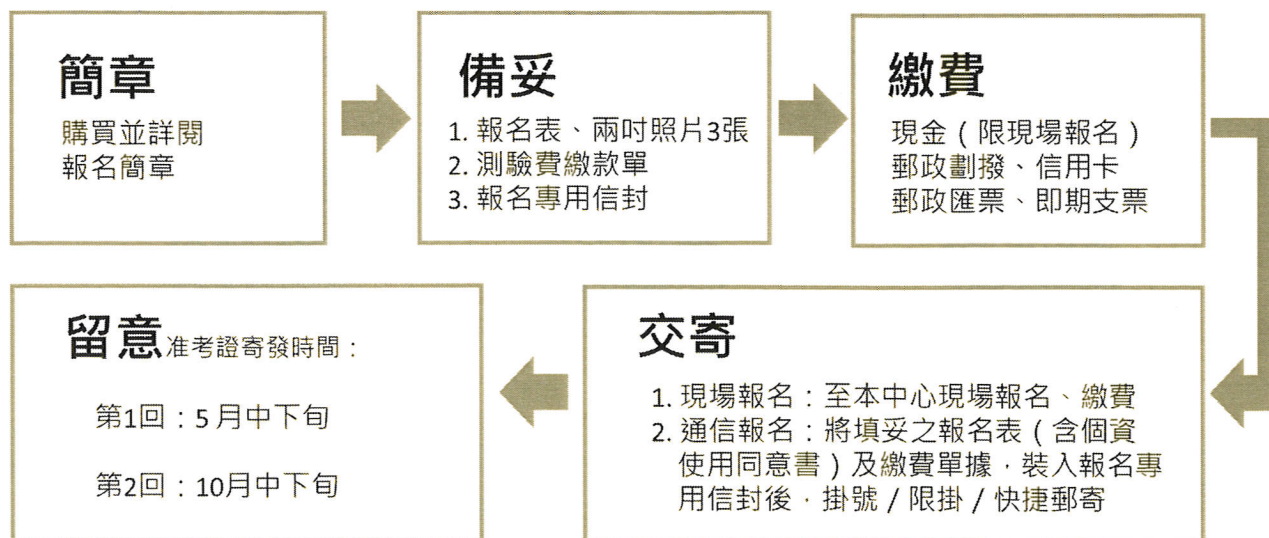 簡章
購買並詳閱
報名簡章
備妥
1. 報名表、兩吋照片3張
2. 測驗費繳款單
3. 報名專用信封
繳費
現金（限現場報名）
郵政劃撥、信用卡
郵政匯票、即期支票
交寄
1. 現場報名：至本中心現場報名、繳費
2. 通信報名：將填妥之報名表（含個資
使用同意書）及繳費單據，裝入報名專
用信封後，掛號／限掛／快捷郵寄
留意准考證寄發時間：
第1回：5 月中下旬
第2回：10月中下旬